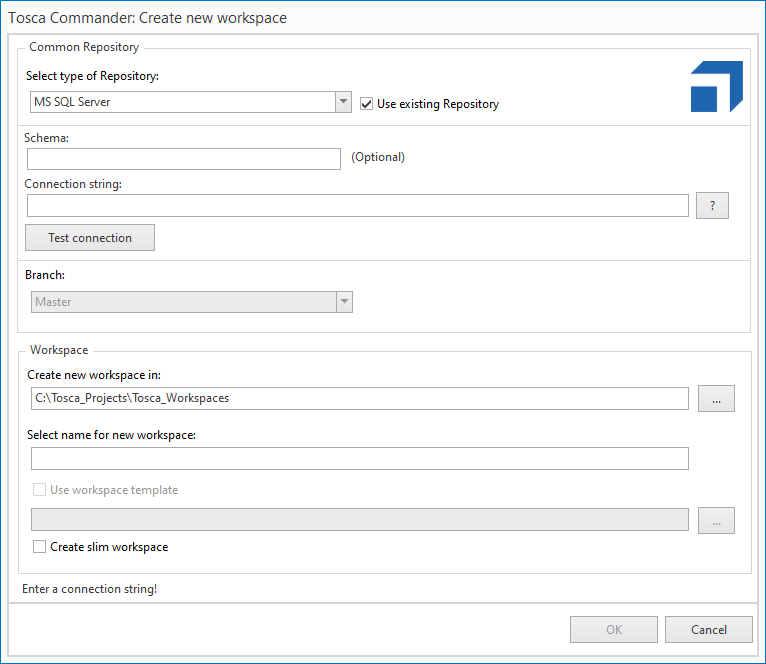 Tosca Commander: Create new workspace
Common Repository
Select type of Repository:
MS SQL Server
Use existing Repository
Schema:
(Optional)
Connection string:
?
Test connection
Branch:
Master
Workspace
Create new workspace in:
C:\Tosca_Projects\Tosca_Workspaces
...
Select name for new workspace:
Use workspace template
...
Create slim workspace
Enter a connection string!
OK
Cancel